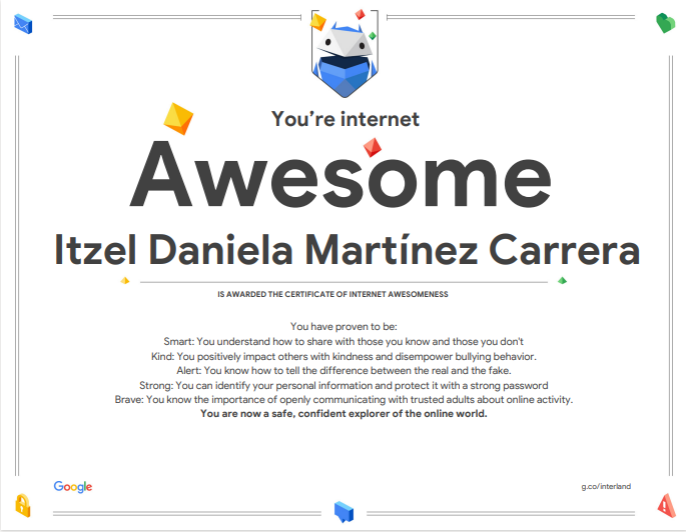 You're internet
Awesome
Itzel Daniela Martínez Carrera
IS AWARDED THE CERTIFICATE OF INTERNET AWESOMENESS
You have proven to be:
Smart: You understand how to share with those you know and those you don't
Kind: You positively impact others with kindness and disempower bullying behavior.
Alert: You know how to tell the difference between the real and the fake.
Strong: You can identify your personal information and protect it with a strong password
Brave: You know the importance of openly communicating with trusted adults about online activity.
You are now a safe, confident explorer of the online world.
Google
g.co/interland